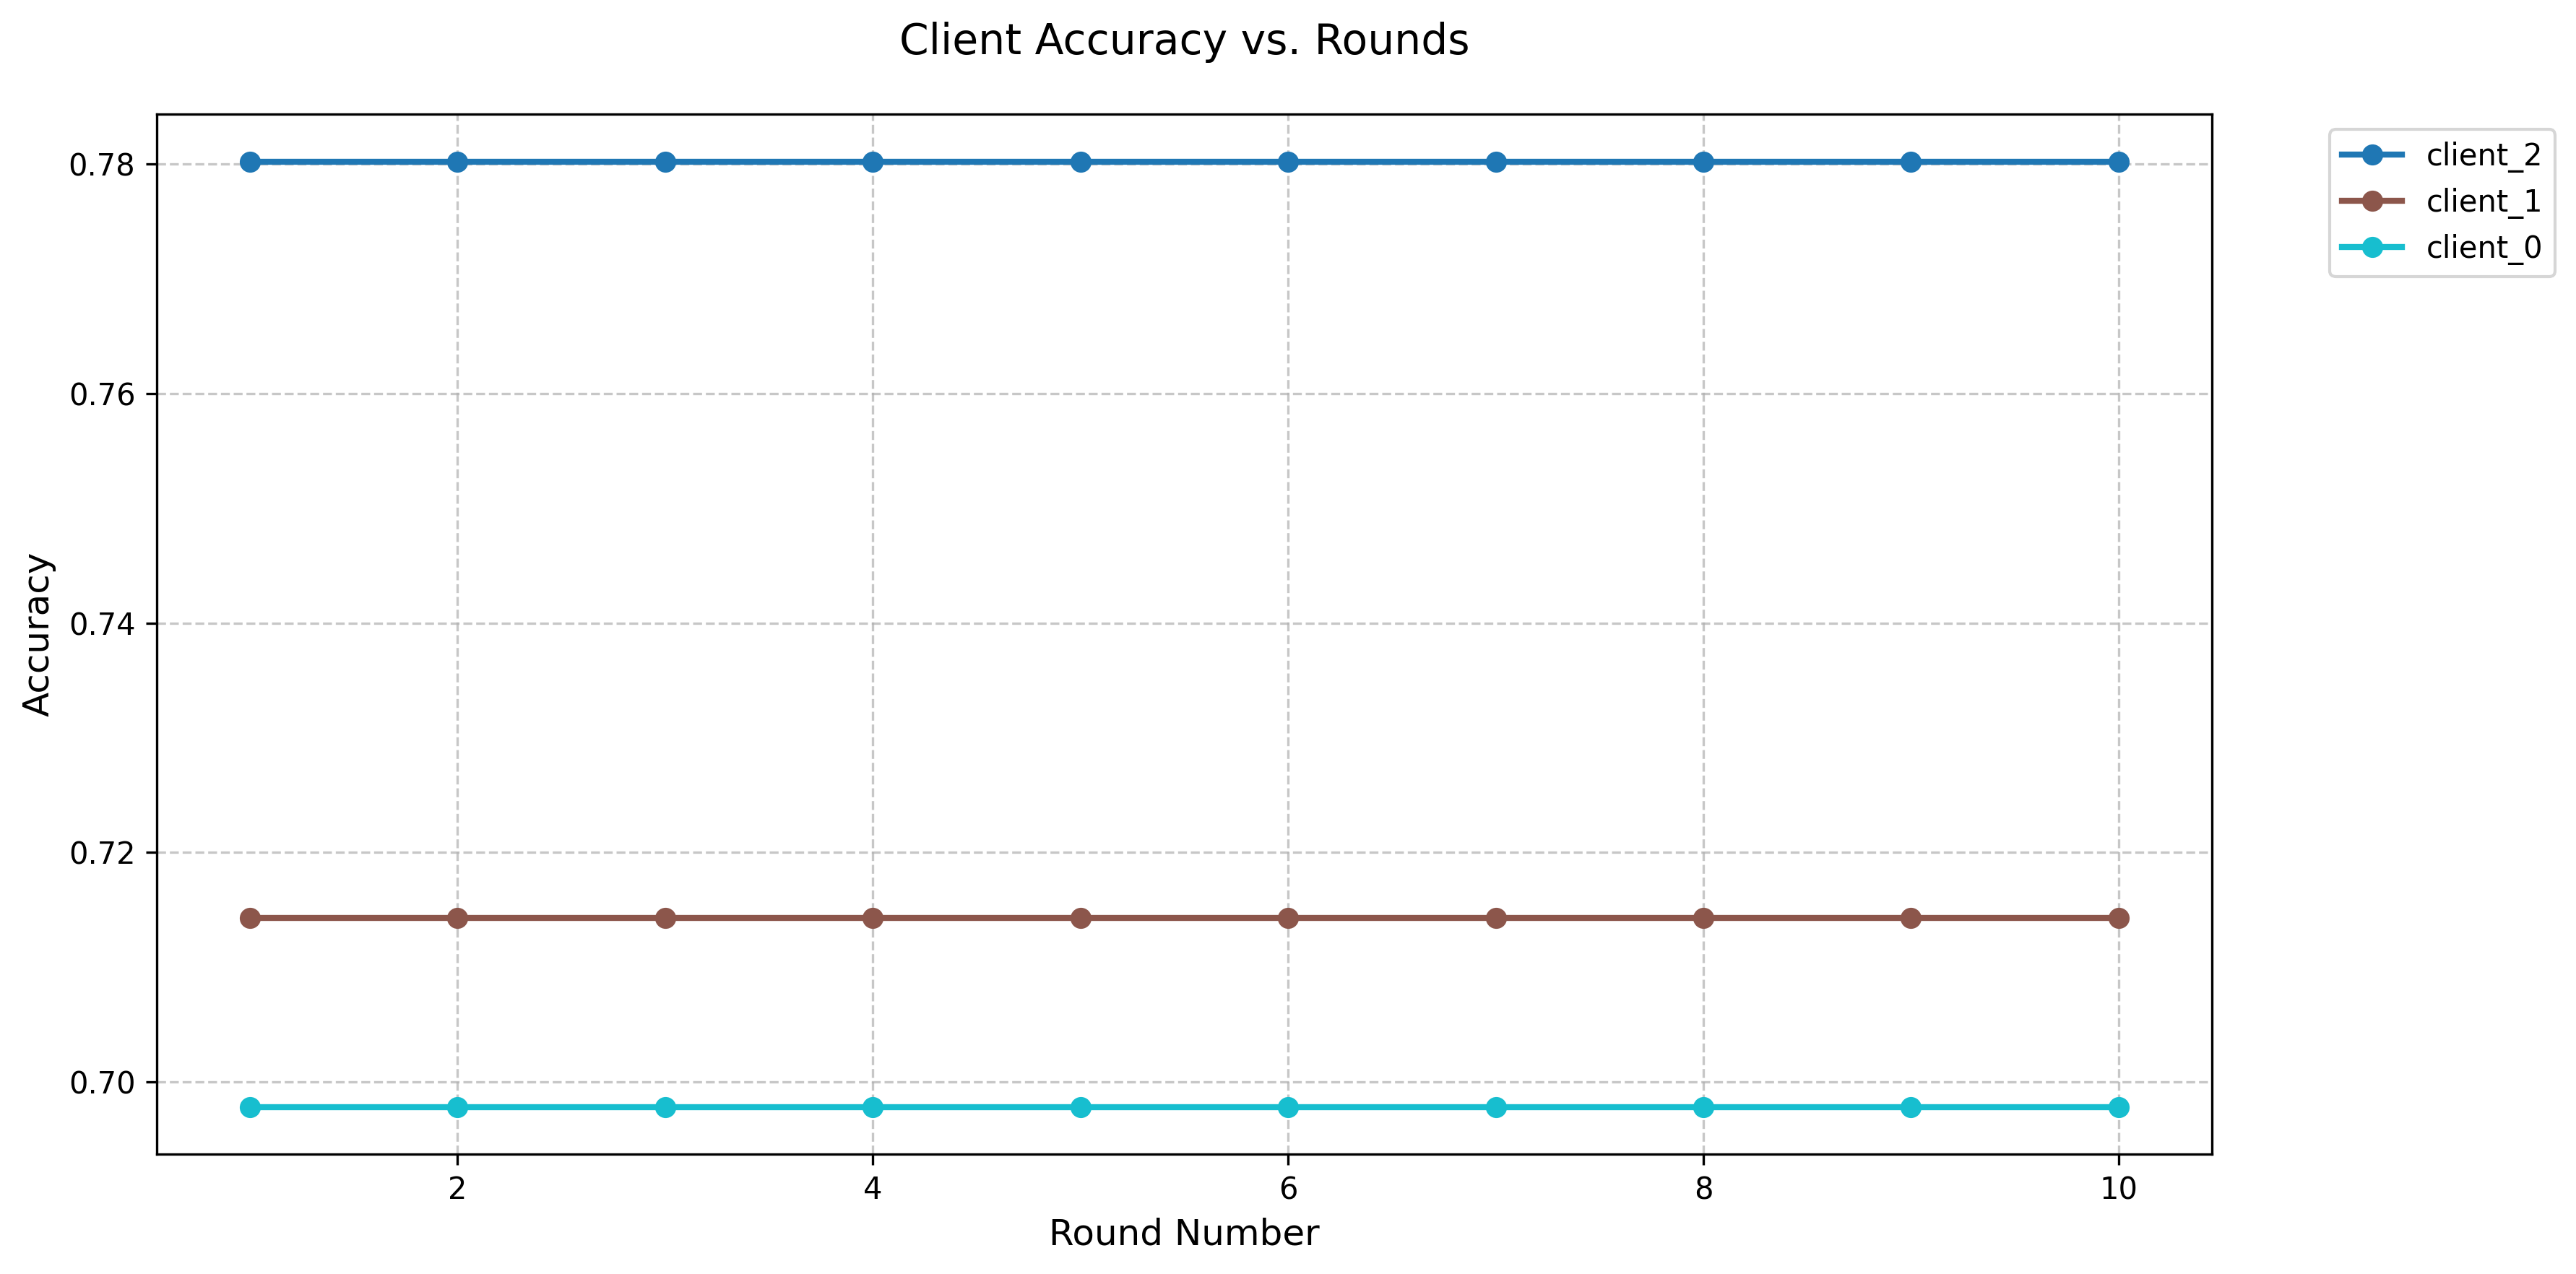 Client Accuracy vs. Rounds
client_2
client_1
client_0
Accuracy
0.78
0.76
0.74
0.72
0.70
2 4 6 8 10
Round Number